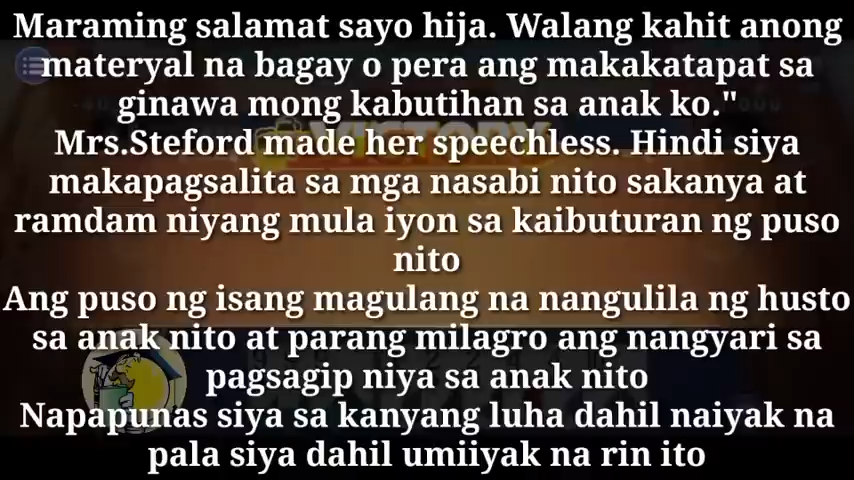 Maraming salamat sayo hija. Walang kahit anong
materyal na bagay o pera ang makakatapat sa
ginawa mong kabutihan sa anak ko."
Mrs.Steford made her speechless. Hindi siya
makapagsalita sa mga nasabi nito sakanya at
ramdam niyang mula iyon sa kaibuturan ng puso
nito
Ang puso ng isang magulang na nangulila ng husto
sa anak nito at parang milagro ang nangyari sa
pagsagip niya sa anak nito
Napapunas siya sa kanyang luha dahil naiyak na
pala siya dahil umiiyak na rin ito
VICTORY